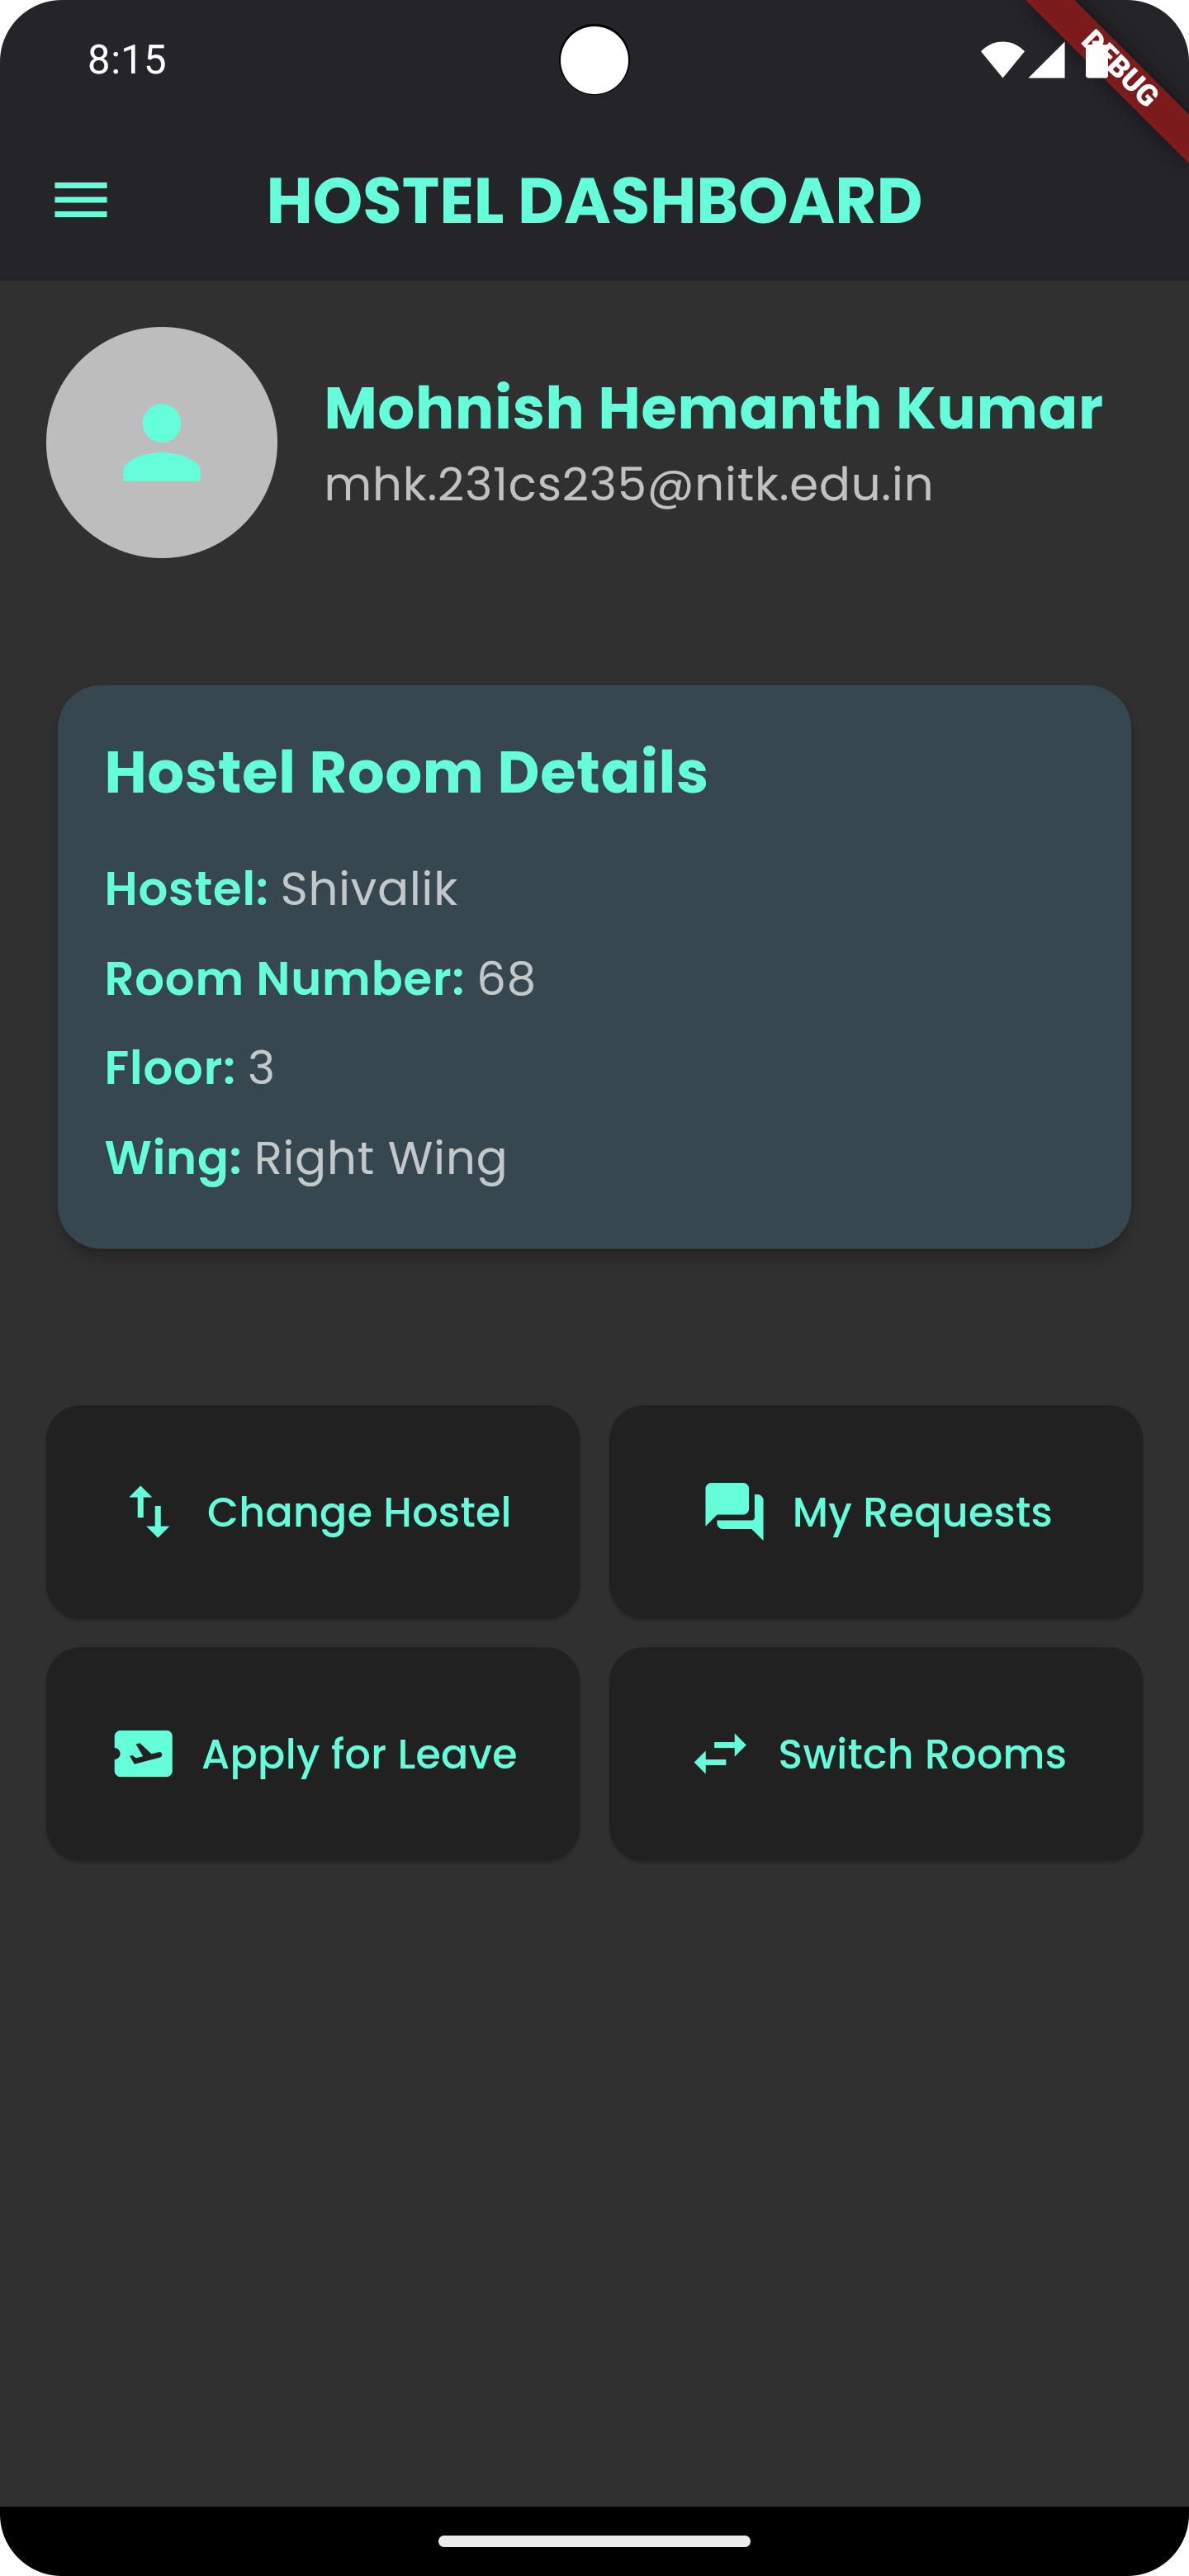 8:15
DEBUG
HOSTEL DASHBOARD
Mohnish Hemanth Kumar
mhk.231cs235@nitk.edu.in
Hostel Room Details
Hostel: Shivalik
Room Number: 68
Floor: 3
Wing: Right Wing
Change Hostel
My Requests
Apply for Leave
Switch Rooms